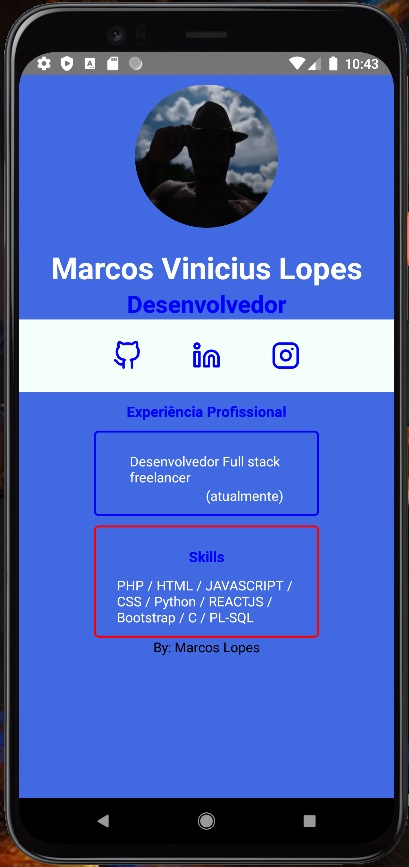 10:43
Marcos Vinicius Lopes
Desenvolvedor
Experiência Profissional
Desenvolvedor Full stack
freelancer
(atualmente)
Skills
PHP / HTML / JAVASCRIPT /
CSS / Python / REACTJS /
Bootstrap / C / PL-SQL
By: Marcos Lopes